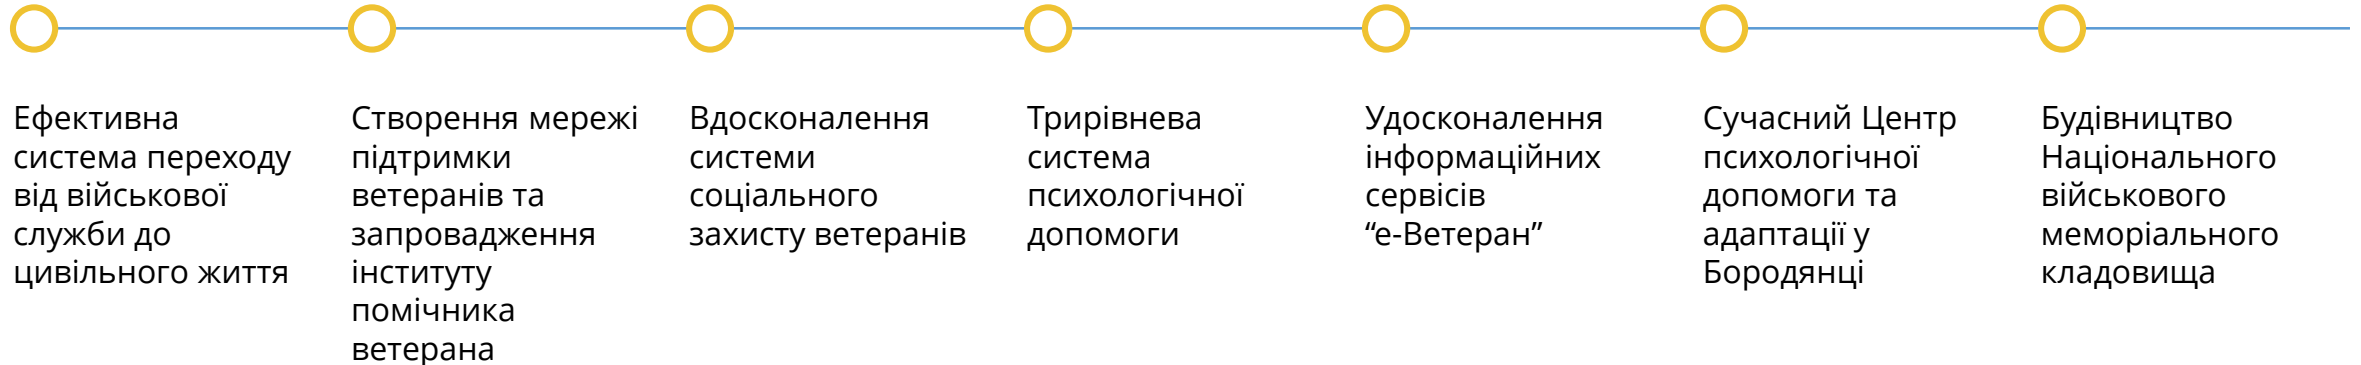 Ефективна
система переходу
від військової
служби до
цивільного життя
Створення мережі
підтримки
ветеранів та
запровадження
інституту
помічника
ветерана
Вдосконалення
системи
соціального
захисту ветеранів
Трирівнева
система
психологічної
допомоги
Удосконалення
інформаційних
сервісів
“е-Ветеран”
Сучасний Центр
психологічної
допомоги та
адаптації у
Бородянці
Будівництво
Національного
військового
меморіального
кладовища